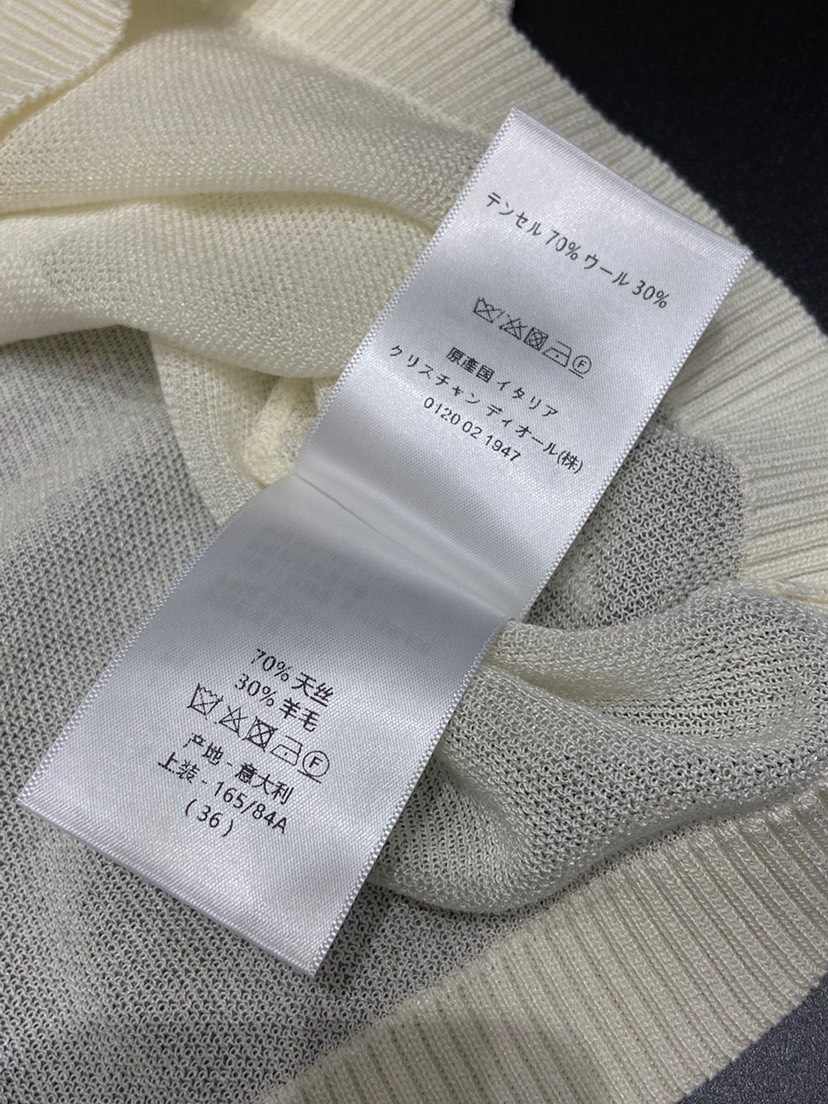 テンセル 70% ウール 30%
F
原産国 イタリア
クリスチャン ディオール(株)
0120 02 1947
70% 天丝
30% 羊毛
F
产地 - 意大利
上装 - 165/84A
( 36 )